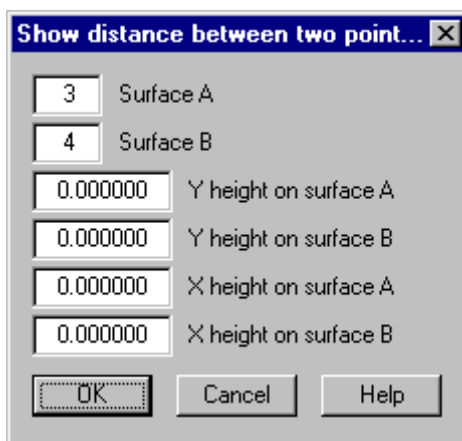 Show distance between two point...
3 Surface A
4 Surface B
0.000000 Y height on surface A
0.000000 Y height on surface B
0.000000 X height on surface A
0.000000 X height on surface B
OK Cancel Help